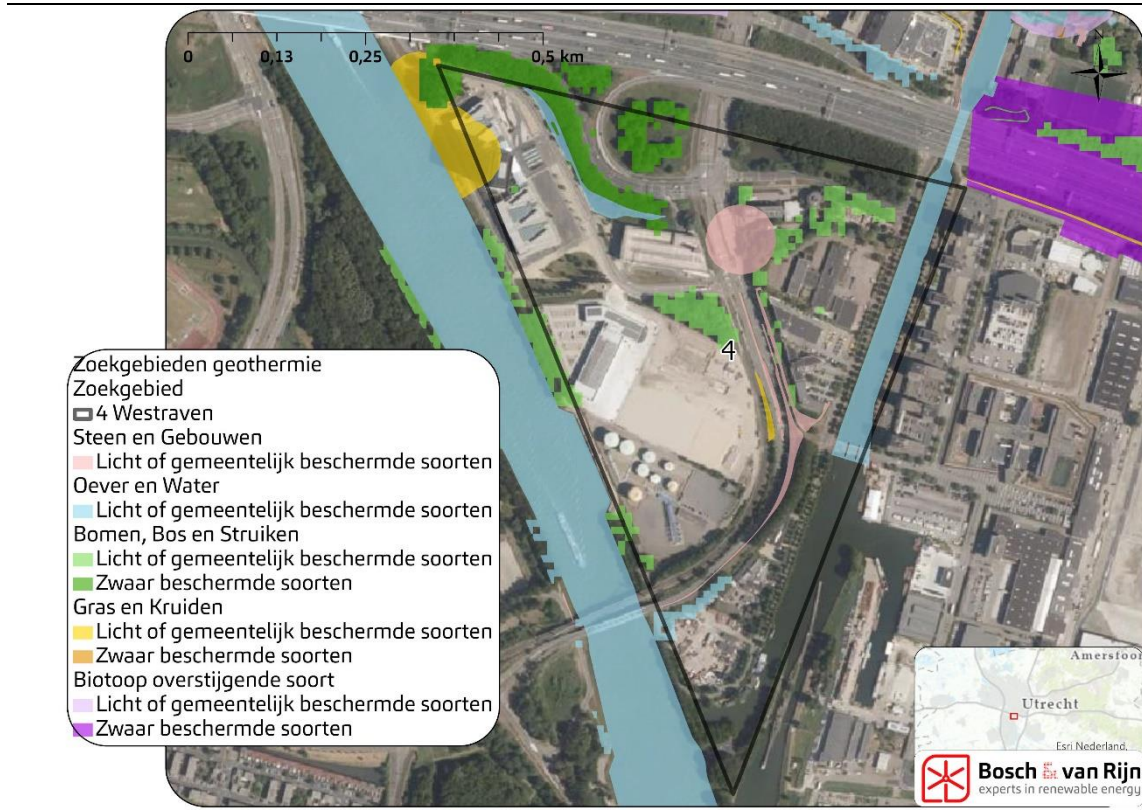 0 0,13 0,25 0,5 km
N
4
Zoekgebieden geothermie
Zoekgebied
4 Westraven
Steen en Gebouwen
Licht of gemeentelijk beschermde soorten
Oever en Water
Licht of gemeentelijk beschermde soorten
Bomen, Bos en Struiken
Licht of gemeentelijk beschermde soorten
Zwaar beschermde soorten
Gras en Kruiden
Licht of gemeentelijk beschermde soorten
Zwaar beschermde soorten
Biotoop overstijgende soort
Licht of gemeentelijk beschermde soorten
Zwaar beschermde soorten
Amersfoor
Utrecht
Esri Nederland,
Bosch & van Rijn
experts in renewable energy